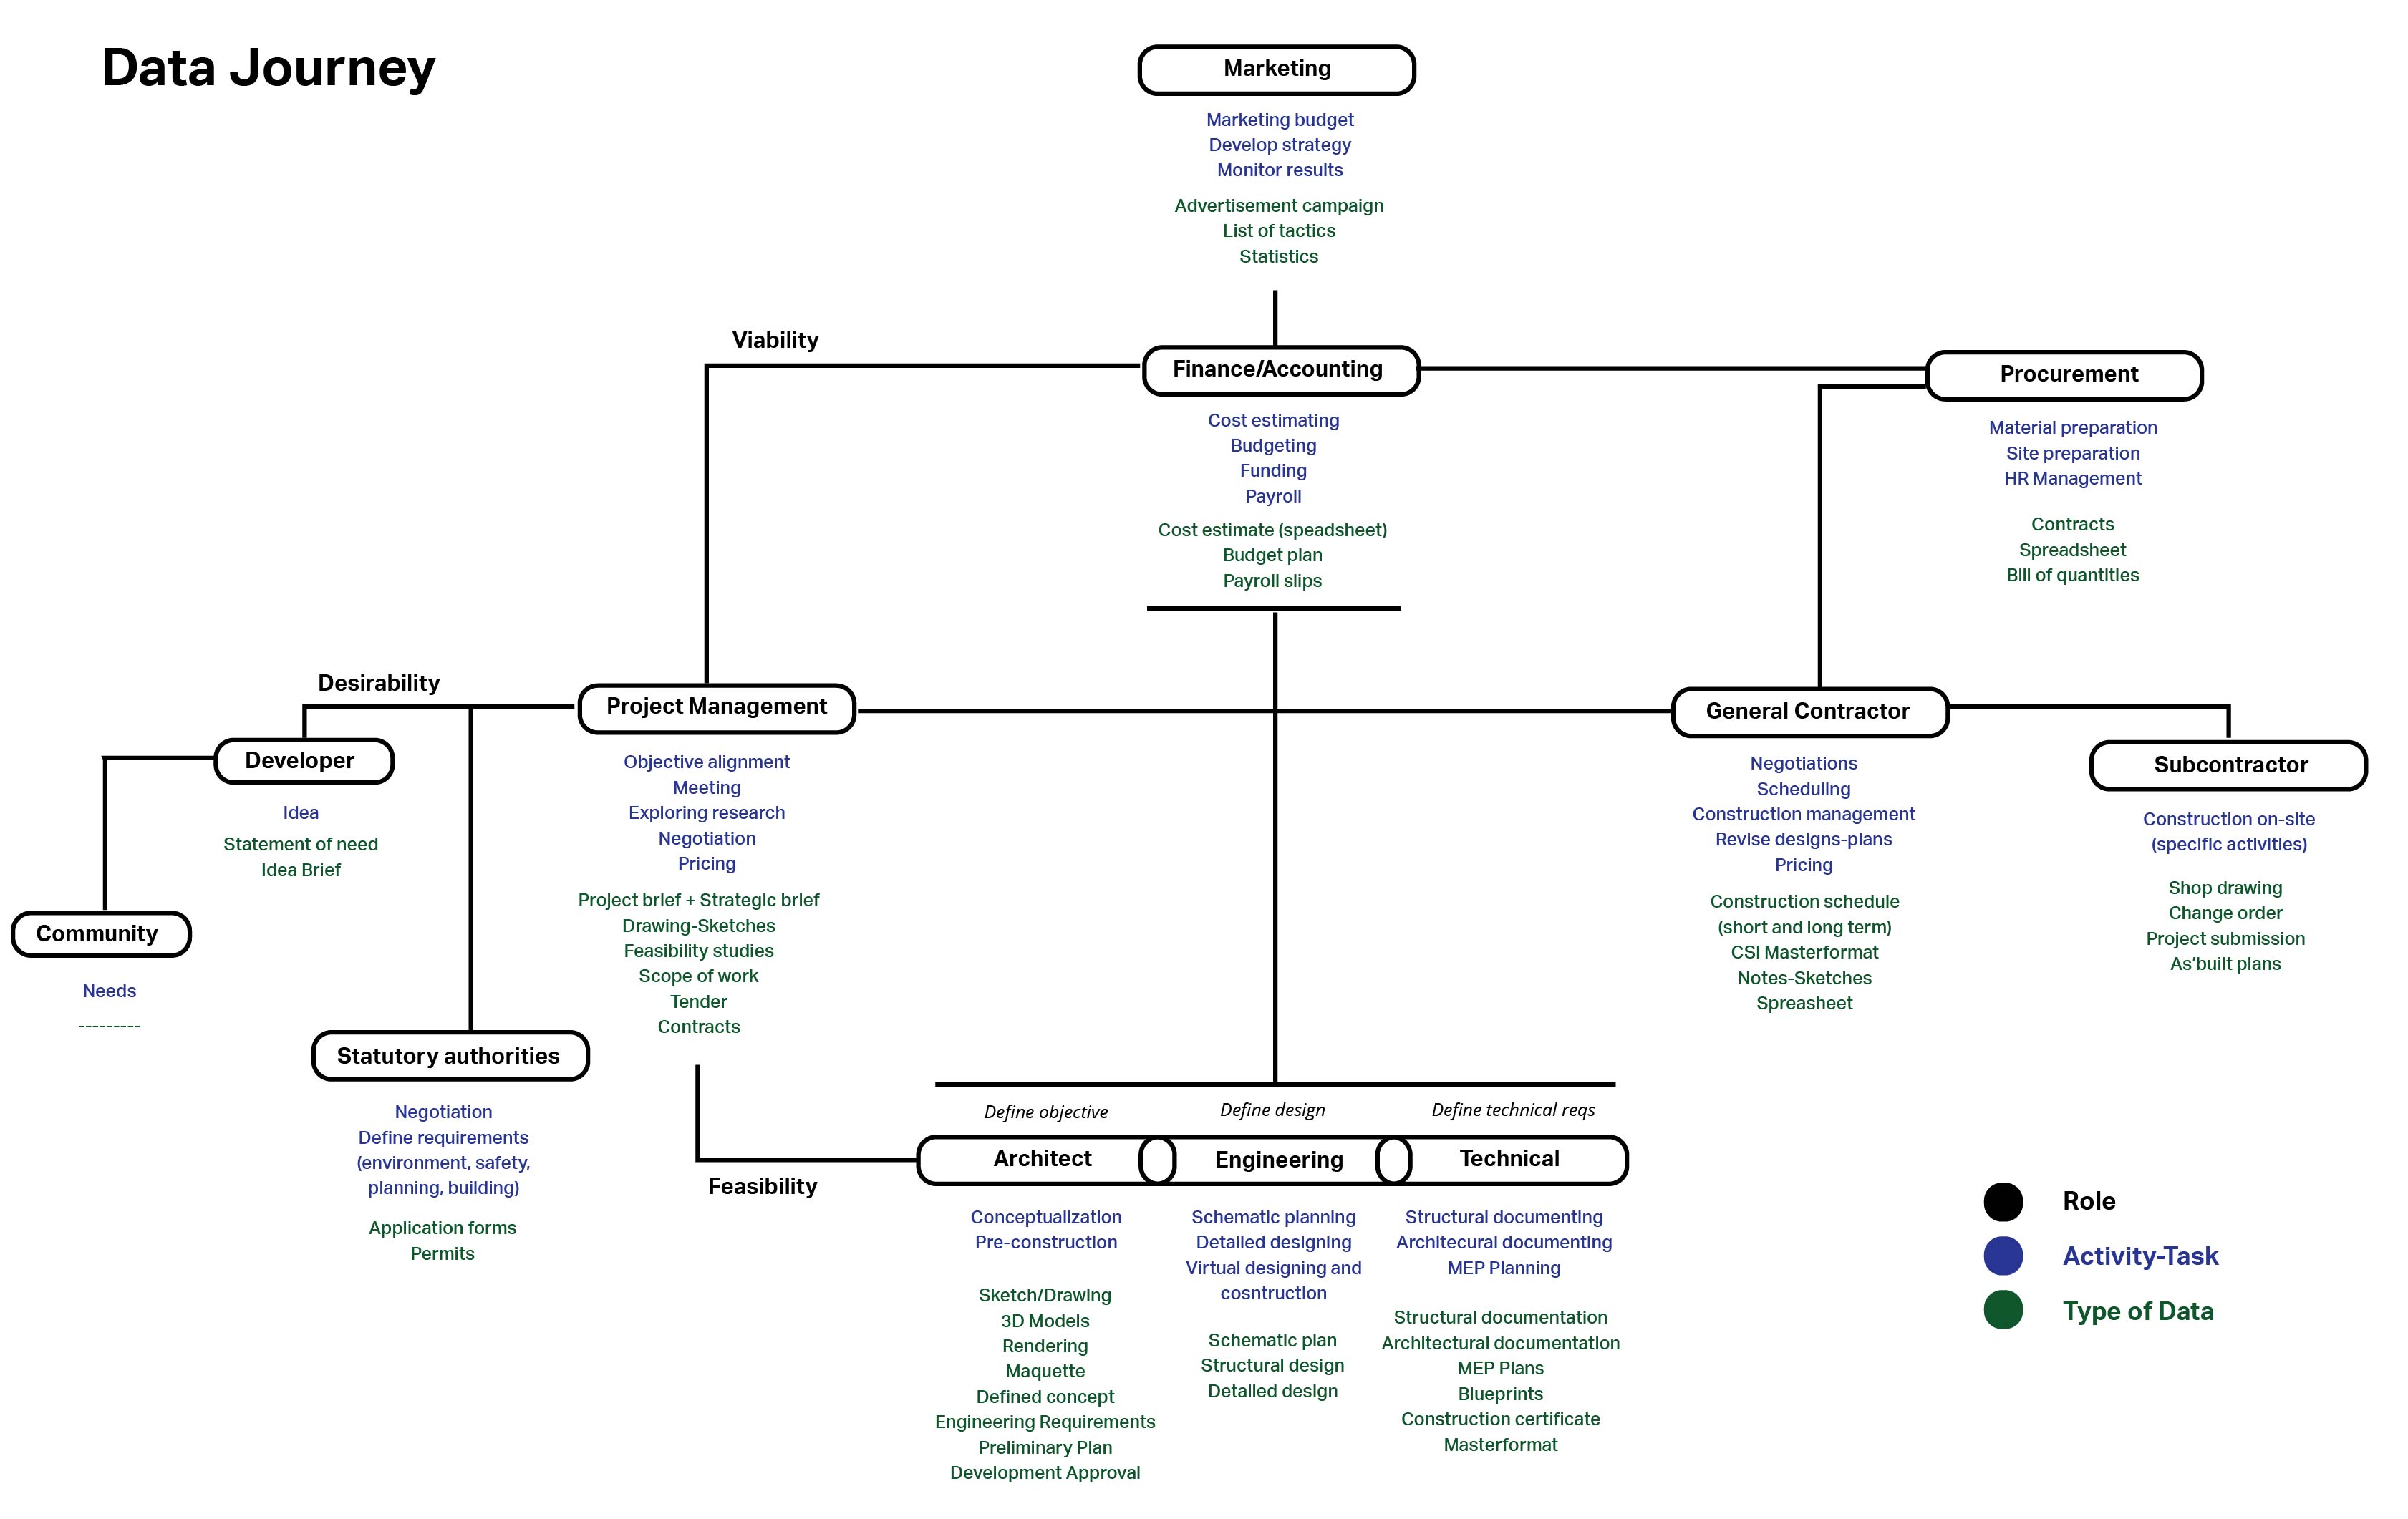 Data Journey
Marketing
Marketing budget
Develop strategy
Monitor results
Advertisement campaign
List of tactics
Statistics
Viability
Finance/Accounting
Cost estimating
Budgeting
Funding
Payroll
Cost estimate (speadsheet)
Budget plan
Payroll slips
Procurement
Material preparation
Site preparation
HR Management
Contracts
Spreadsheet
Bill of quantities
Desirability
Developer
Idea
Statement of need
Idea Brief
Community
Needs
---------
Statutory authorities
Negotiation
Define requirements
(environment, safety,
planning, building)
Application forms
Permits
Project Management
Objective alignment
Meeting
Exploring research
Negotiation
Pricing
Project brief + Strategic brief
Drawing-Sketches
Feasibility studies
Scope of work
Tender
Contracts
General Contractor
Negotiations
Scheduling
Construction management
Revise designs-plans
Pricing
Construction schedule
(short and long term)
CSI Masterformat
Notes-Sketches
Spreasheet
Subcontractor
Construction on-site
(specific activities)
Shop drawing
Change order
Project submission
As'built plans
Feasibility
Define objective
Architect
Conceptualization
Pre-construction
Sketch/Drawing
3D Models
Rendering
Maquette
Defined concept
Engineering Requirements
Preliminary Plan
Development Approval
Define design
Engineering
Schematic planning
Detailed designing
Virtual designing and
cosntruction
Schematic plan
Structural design
Detailed design
Define technical reqs
Technical
Structural documenting
Architecural documenting
MEP Planning
Structural documentation
Architectural documentation
MEP Plans
Blueprints
Construction certificate
Masterformat
Role
Activity-Task
Type of Data